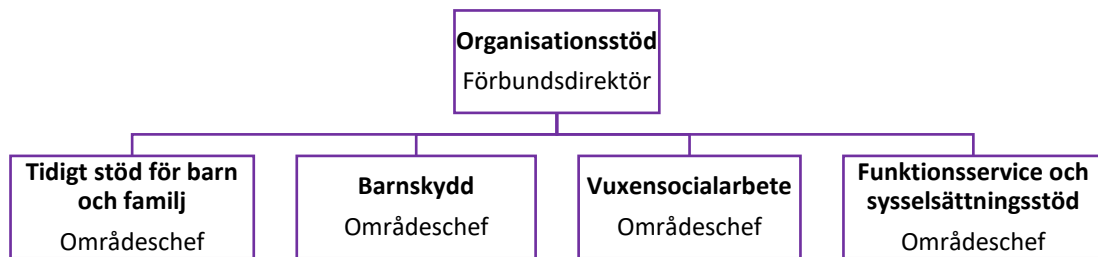 Organisationsstöd
Förbundsdirektör
Tidigt stöd för barn
och familj
Områdeschef
Barnskydd
Områdeschef
Vuxensocialarbete
Områdeschef
Funktionsservice och
sysselsättningsstöd
Områdeschef